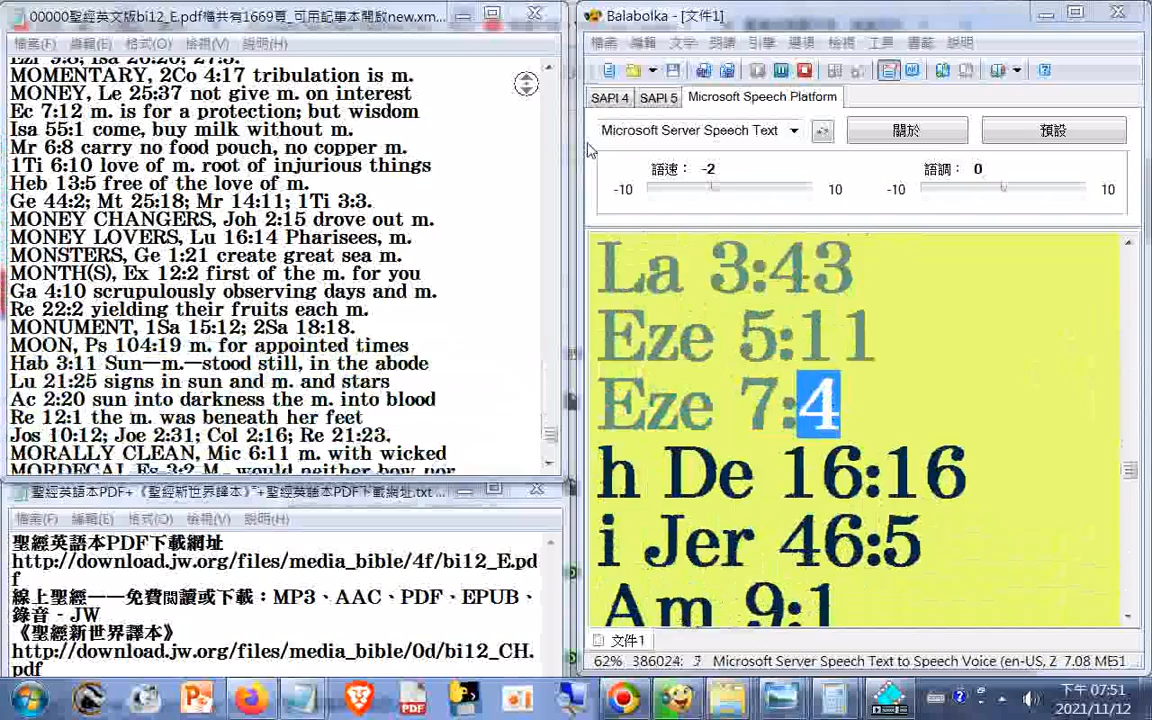 00000聖經英文版bi12_E.pdf檔共有1669頁_可用記事本開啟new.xm...
檔案(F) 編輯(E) 格式(O) 檢視(V) 說明(H)
MOMENTARY, 2Co 4:17 tribulation is m.
MONEY, Le 25:37 not give m. on interest
Ec 7:12 m. is for a protection; but wisdom
Isa 55:1 come, buy milk without m.
Mr 6:8 carry no food pouch, no copper m.
1Ti 6:10 love of m. root of injurious things
Heb 13:5 free of the love of m.
Ge 44:2; Mt 25:18; Mr 14:11; 1Ti 3:3.
MONEY CHANGERS, Joh 2:15 drove out m.
MONEY LOVERS, Lu 16:14 Pharisees, m.
MONSTERS, Ge 1:21 create great sea m.
MONTH(S), Ex 12:2 first of the m. for you
Ga 4:10 scrupulously observing days and m.
Re 22:2 yielding their fruits each m.
MONUMENT, 1Sa 15:12; 2Sa 18:18.
MOON, Ps 104:19 m. for appointed times
Hab 3:11 Sun—m.—stood still, in the abode
Lu 21:25 signs in sun and m. and stars
Ac 2:20 sun into darkness the m. into blood
Re 12:1 the m. was beneath her feet
Jos 10:12; Joe 2:31; Col 2:16; Re 21:23.
MORALLY CLEAN, Mic 6:11 m. with wicked
MORDECAI, Es 3:2 M.. would neither bow nor
聖經英語本PDF+《聖經新世界譯本》+聖經英語本PDF下載網址.txt ...
檔案(F) 編輯(E) 格式(O) 檢視(V) 說明(H)
聖經英語本PDF下載網址
http://download.jw.org/files/media_bible/4f/bi12_E.pd
f
線上聖經——免費閱讀或下載：MP3、AAC、PDF、EPUB、
錄音 - JW
《聖經新世界譯本》
http://download.jw.org/files/media_bible/0d/bi12_CH.
pdf
Balabolka - [文件1]
檔案 編輯 文字 朗讀 引擎 選項 檢視 工具 書籤 說明
SAPI 4 SAPI 5 Microsoft Speech Platform
Microsoft Server Speech Text 關於 預設
語速： -2 語調： 0
-10 10 -10 10
La 3:43
Eze 5:11
Eze 7:4
h De 16:16
i Jer 46:5
Am 9:1
文件1
62% 386024: Microsoft Server Speech Text to Speech Voice (en-US, Z 7.08 ME51
下午 07:51
2021/11/12